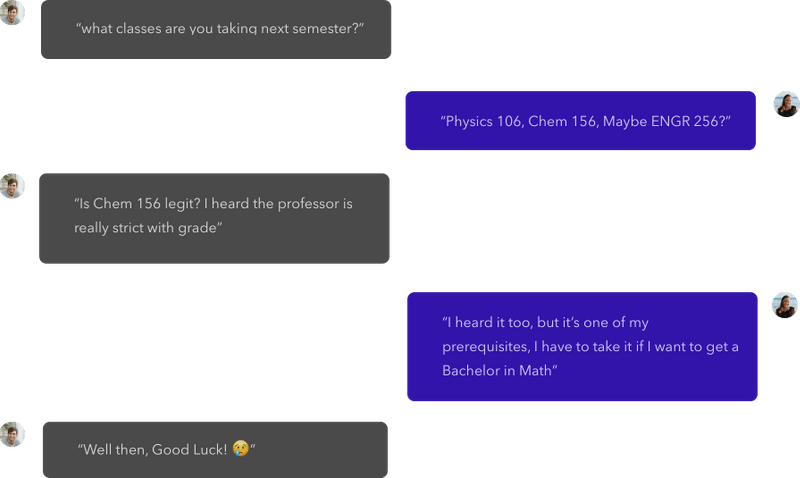 “what classes are you taking next semester?”
“Physics 106, Chem 156, Maybe ENGR 256?”
“Is Chem 156 legit? I heard the professor is
really strict with grade”
“I heard it too, but it’s one of my
prerequisites, I have to take it if I want to get a
Bachelor in Math”
“Well then, Good Luck! 😢”